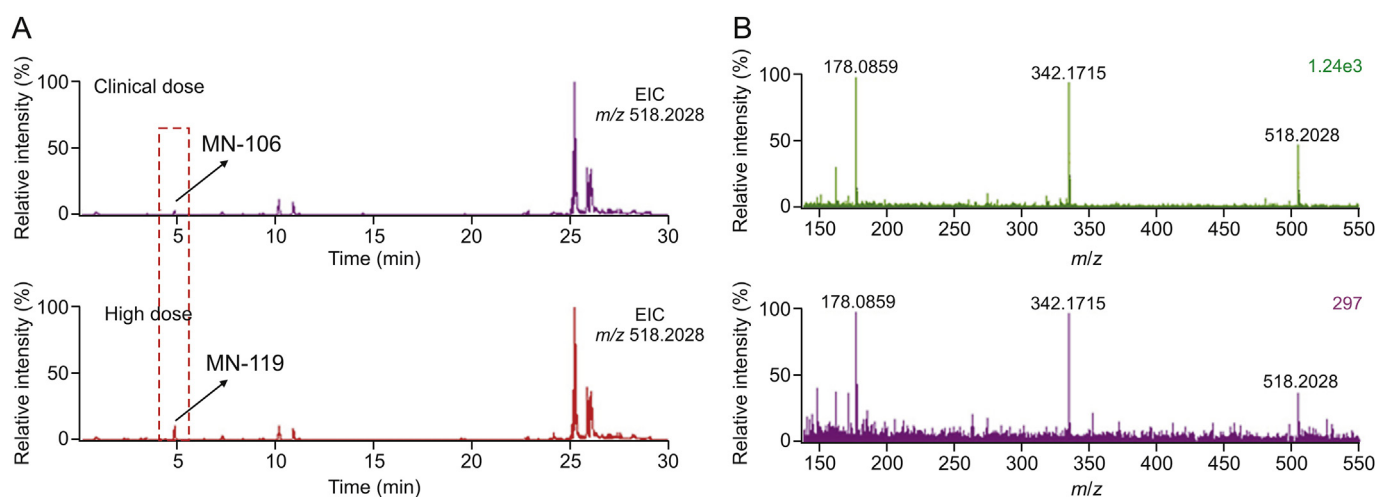 A
Relative intensity (%)
100
50
0
Clinical dose
MN-106
EIC
m/z 518.2028
5 10 15 20 25 30
Time (min)
Relative intensity (%)
100
50
0
High dose
MN-119
EIC
m/z 518.2028
5 10 15 20 25 30
Time (min)
B
Relative intensity (%)
100
50
0
178.0859
342.1715
518.2028
1.24e3
150 200 250 300 350 400 450 500 550
m/z
Relative intensity (%)
100
50
0
178.0859
342.1715
518.2028
297
150 200 250 300 350 400 450 500 550
m/z